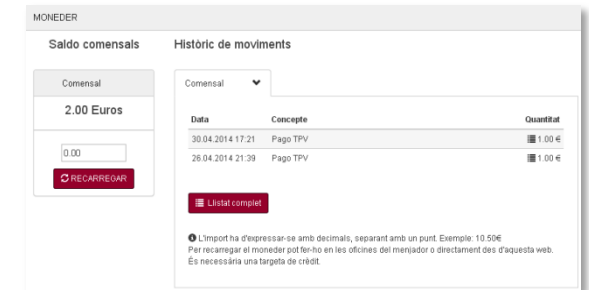 MONEDER
Saldo comensals
Històric de moviments
Comensal
2.00 Euros
0.00
RECARREGAR
Comensal
Data Concepte Quantitat
30.04.2014 17:21 Pago TPV 1.00 €
26.04.2014 21:39 Pago TPV 1.00 €
Llistat complet
L'import ha d'expressar-se amb decimals, separant amb un punt. Exemple: 10.50€
Per recarregar el moneder pot fer-ho en les oficines del menjador o directament des d'aquesta web.
És necessària una targeta de crèdit.